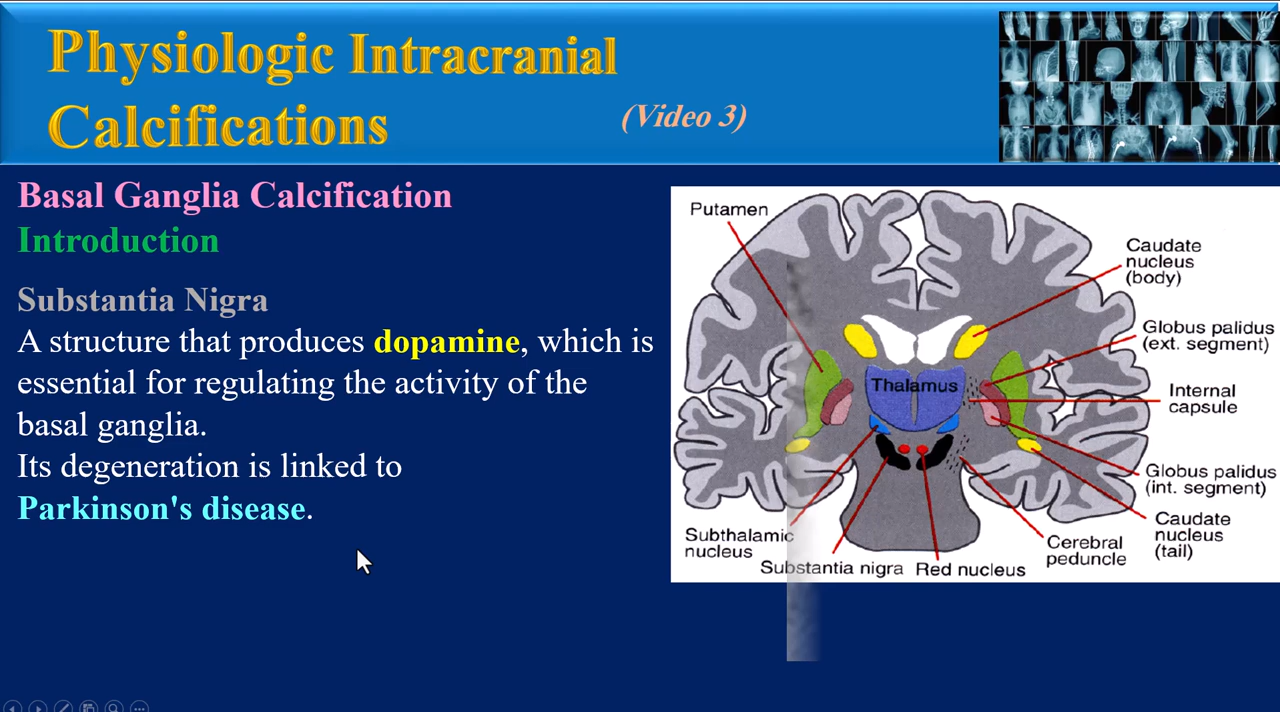 Physiologic Intracranial
Calcifications
(Video 3)
Basal Ganglia Calcification
Introduction
Substantia Nigra
A structure that produces dopamine, which is
essential for regulating the activity of the
basal ganglia.
Its degeneration is linked to
Parkinson's disease.
Putamen
Caudate
nucleus
(body)
Globus palidus
(ext. segment)
Thalamus
Internal
capsule
Globus palidus
(int. segment)
Caudate
nucleus
(tail)
Subthalamic
nucleus
Cerebral
peduncle
Substantia nigra
Red nucleus